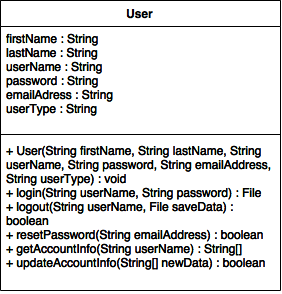 User
firstName : String
lastName : String
userName : String
password : String
emailAdress : String
userType : String
+ User(String firstName, String lastName, String
userName, String password, String emailAddress,
String userType) : void
+ login(String userName, String password) : File
+ logout(String userName, File saveData) :
boolean
+ resetPassword(String emailAddress) : boolean
+ getAccountInfo(String userName) : String[]
+ updateAccountInfo(String[] newData) : boolean